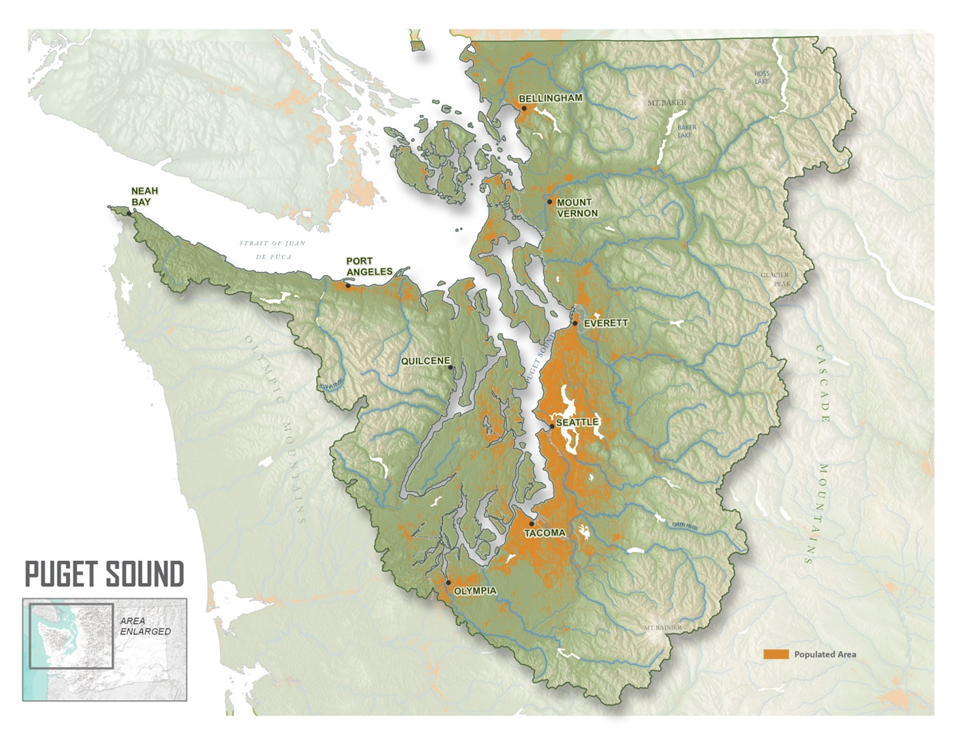 BELLINGHAM
MT. BAKER
ROSS
LAKE
BAKER
LAKE
NEAH
BAY
MOUNT
VERNON
STRAIT OF JUAN
DE FUCA
PORT
ANGELES
GLACIER
PEAK
EVERETT
PUGET SOUND
QUILCENE
OLYMPIC MOUNTAINS
CASCADE MOUNTAINS
SEATTLE
TACOMA
GREEN RIVER
OLYMPIA
MT. RAINIER
PUGET SOUND
AREA
ENLARGED
Populated Area